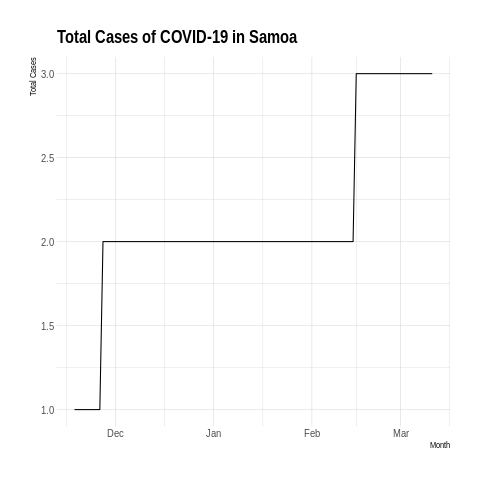 Total Cases of COVID-19 in Samoa
Total Cases
3.0
2.5
2.0
1.5
1.0
Dec Jan Feb Mar
Month